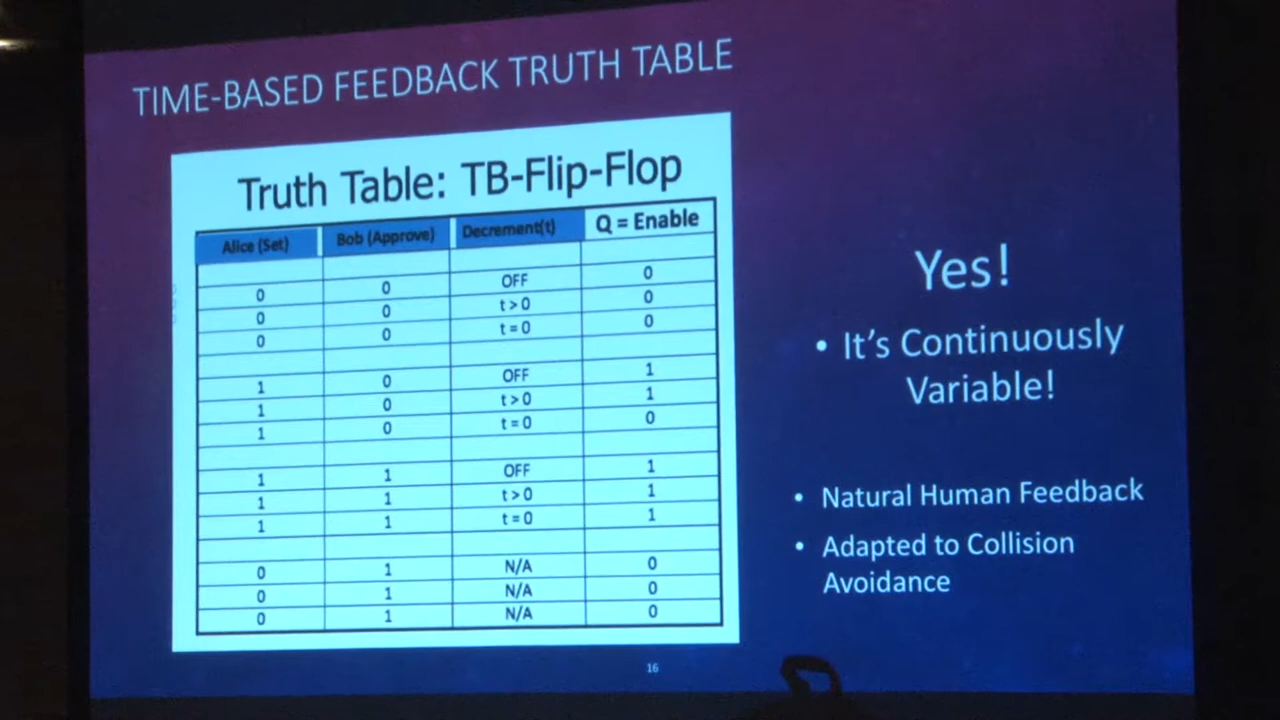 TIME-BASED FEEDBACK TRUTH TABLE
Truth Table: TB-Flip-Flop
Alice (Set) Bob (Approve) Decrement(t) Q = Enable
0 0 OFF 0
0 0 t > 0 0
0 0 t = 0 0
1 0 OFF 1
1 0 t > 0 1
1 0 t = 0 0
1 1 OFF 1
1 1 t > 0 1
1 1 t = 0 1
0 1 N/A 0
0 1 N/A 0
0 1 N/A 0
Yes!
• It's Continuously
Variable!
• Natural Human Feedback
• Adapted to Collision
Avoidance
16